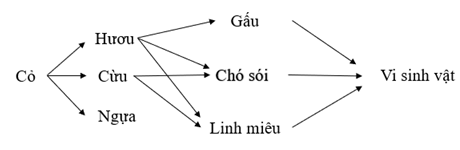 Gấu
Hươu
Cỏ
Cừu
Chó sói
Vi sinh vật
Ngựa
Linh miêu